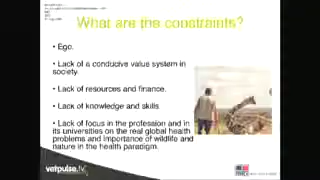 What are the constraints?
• Ego.
• Lack of a conducive value system in
society.
• Lack of resources and finance.
• Lack of knowledge and skills
• Lack of focus in the profession and in
its universities on the real global health
problems and importance of wildlife and
nature in the health paradigm.
vetpulse.tv